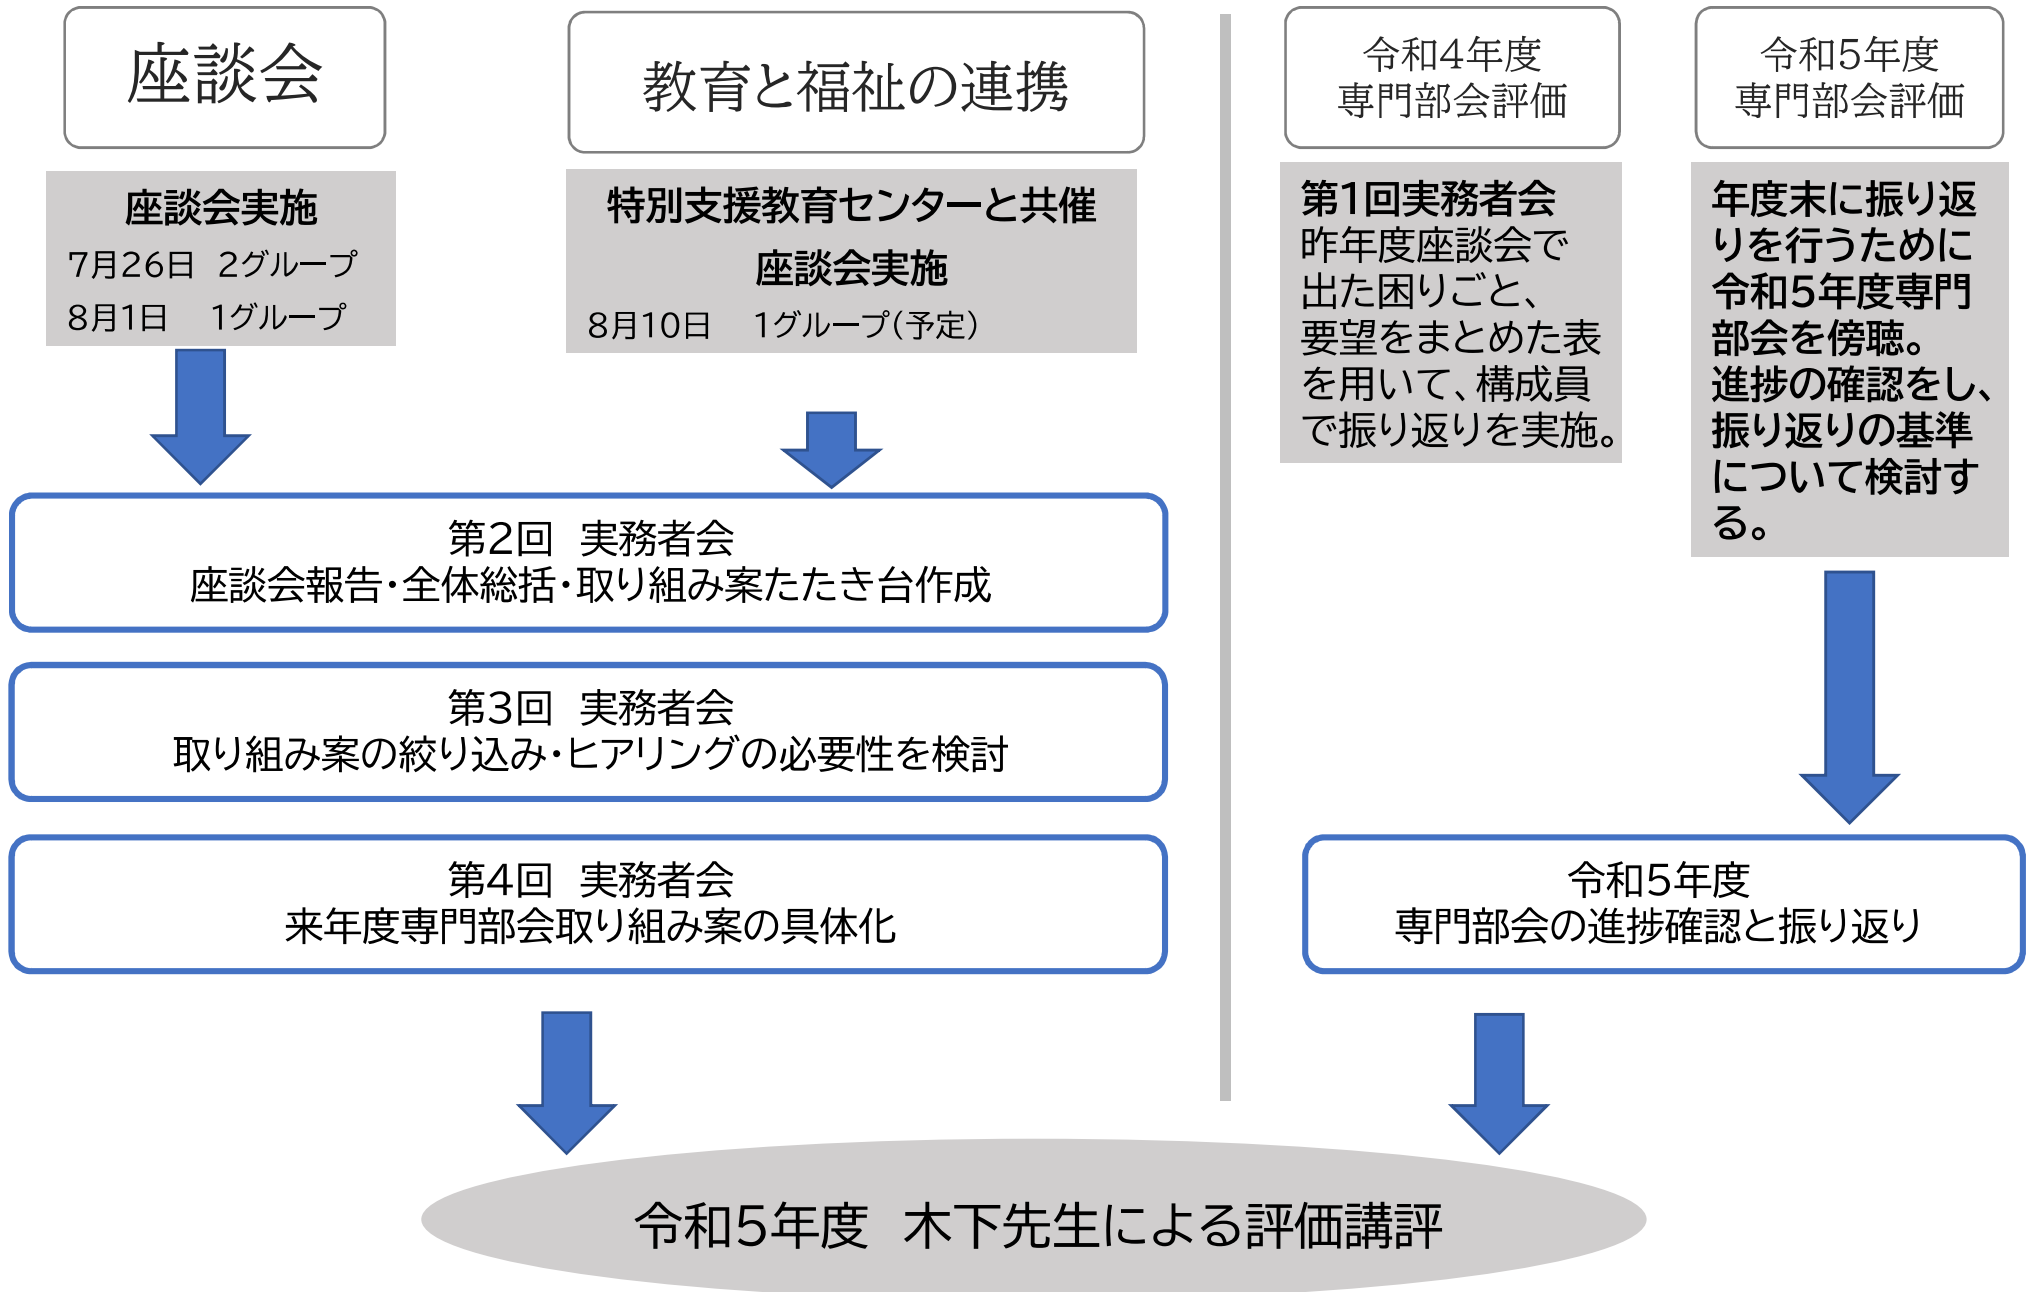 座談会
座談会実施
7月26日　2グループ
8月1日　1グループ
教育と福祉の連携
特別支援教育センターと共催
座談会実施
8月10日　1グループ（予定）
第2回　実務者会
座談会報告・全体総括・取り組み案たたき台作成
第3回　実務者会
取り組み案の絞り込み・ヒアリングの必要性を検討
第4回　実務者会
来年度専門部会取り組み案の具体化
令和4年度
専門部会評価
第1回実務者会
昨年度座談会で
出た困りごと、
要望をまとめた表
を用いて、構成員
で振り返りを実施。
令和5年度
専門部会評価
年度末に振り返
りを行うために
令和5年度専門
部会を傍聴。
進捗の確認をし、
振り返りの基準
について検討す
る。
令和5年度
専門部会の進捗確認と振り返り
令和5年度　木下先生による評価講評